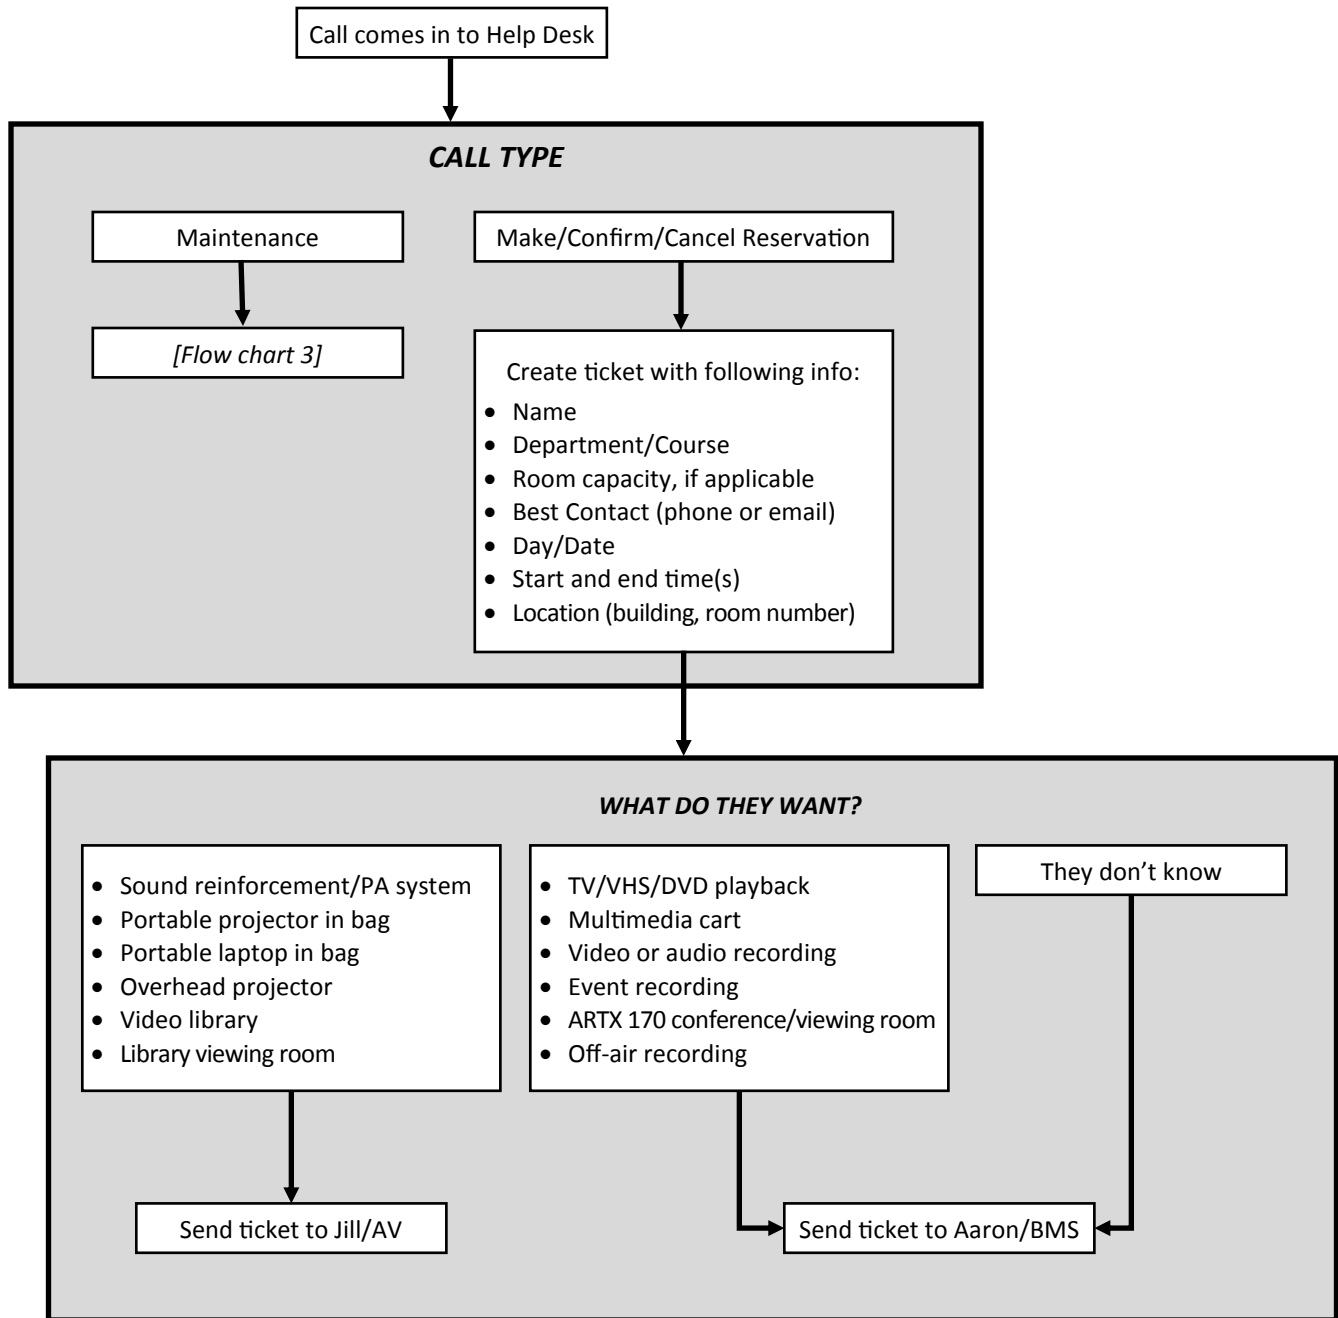 Call comes in to Help Desk
CALL TYPE
Maintenance
[Flow chart 3]
Make/Confirm/Cancel Reservation
Create ticket with following info:
• Name
• Department/Course
• Room capacity, if applicable
• Best Contact (phone or email)
• Day/Date
• Start and end time(s)
• Location (building, room number)
WHAT DO THEY WANT?
• Sound reinforcement/PA system
• Portable projector in bag
• Portable laptop in bag
• Overhead projector
• Video library
• Library viewing room
• TV/VHS/DVD playback
• Multimedia cart
• Video or audio recording
• Event recording
• ARTX 170 conference/viewing room
• Off-air recording
They don’t know
Send ticket to Jill/AV
Send ticket to Aaron/BMS